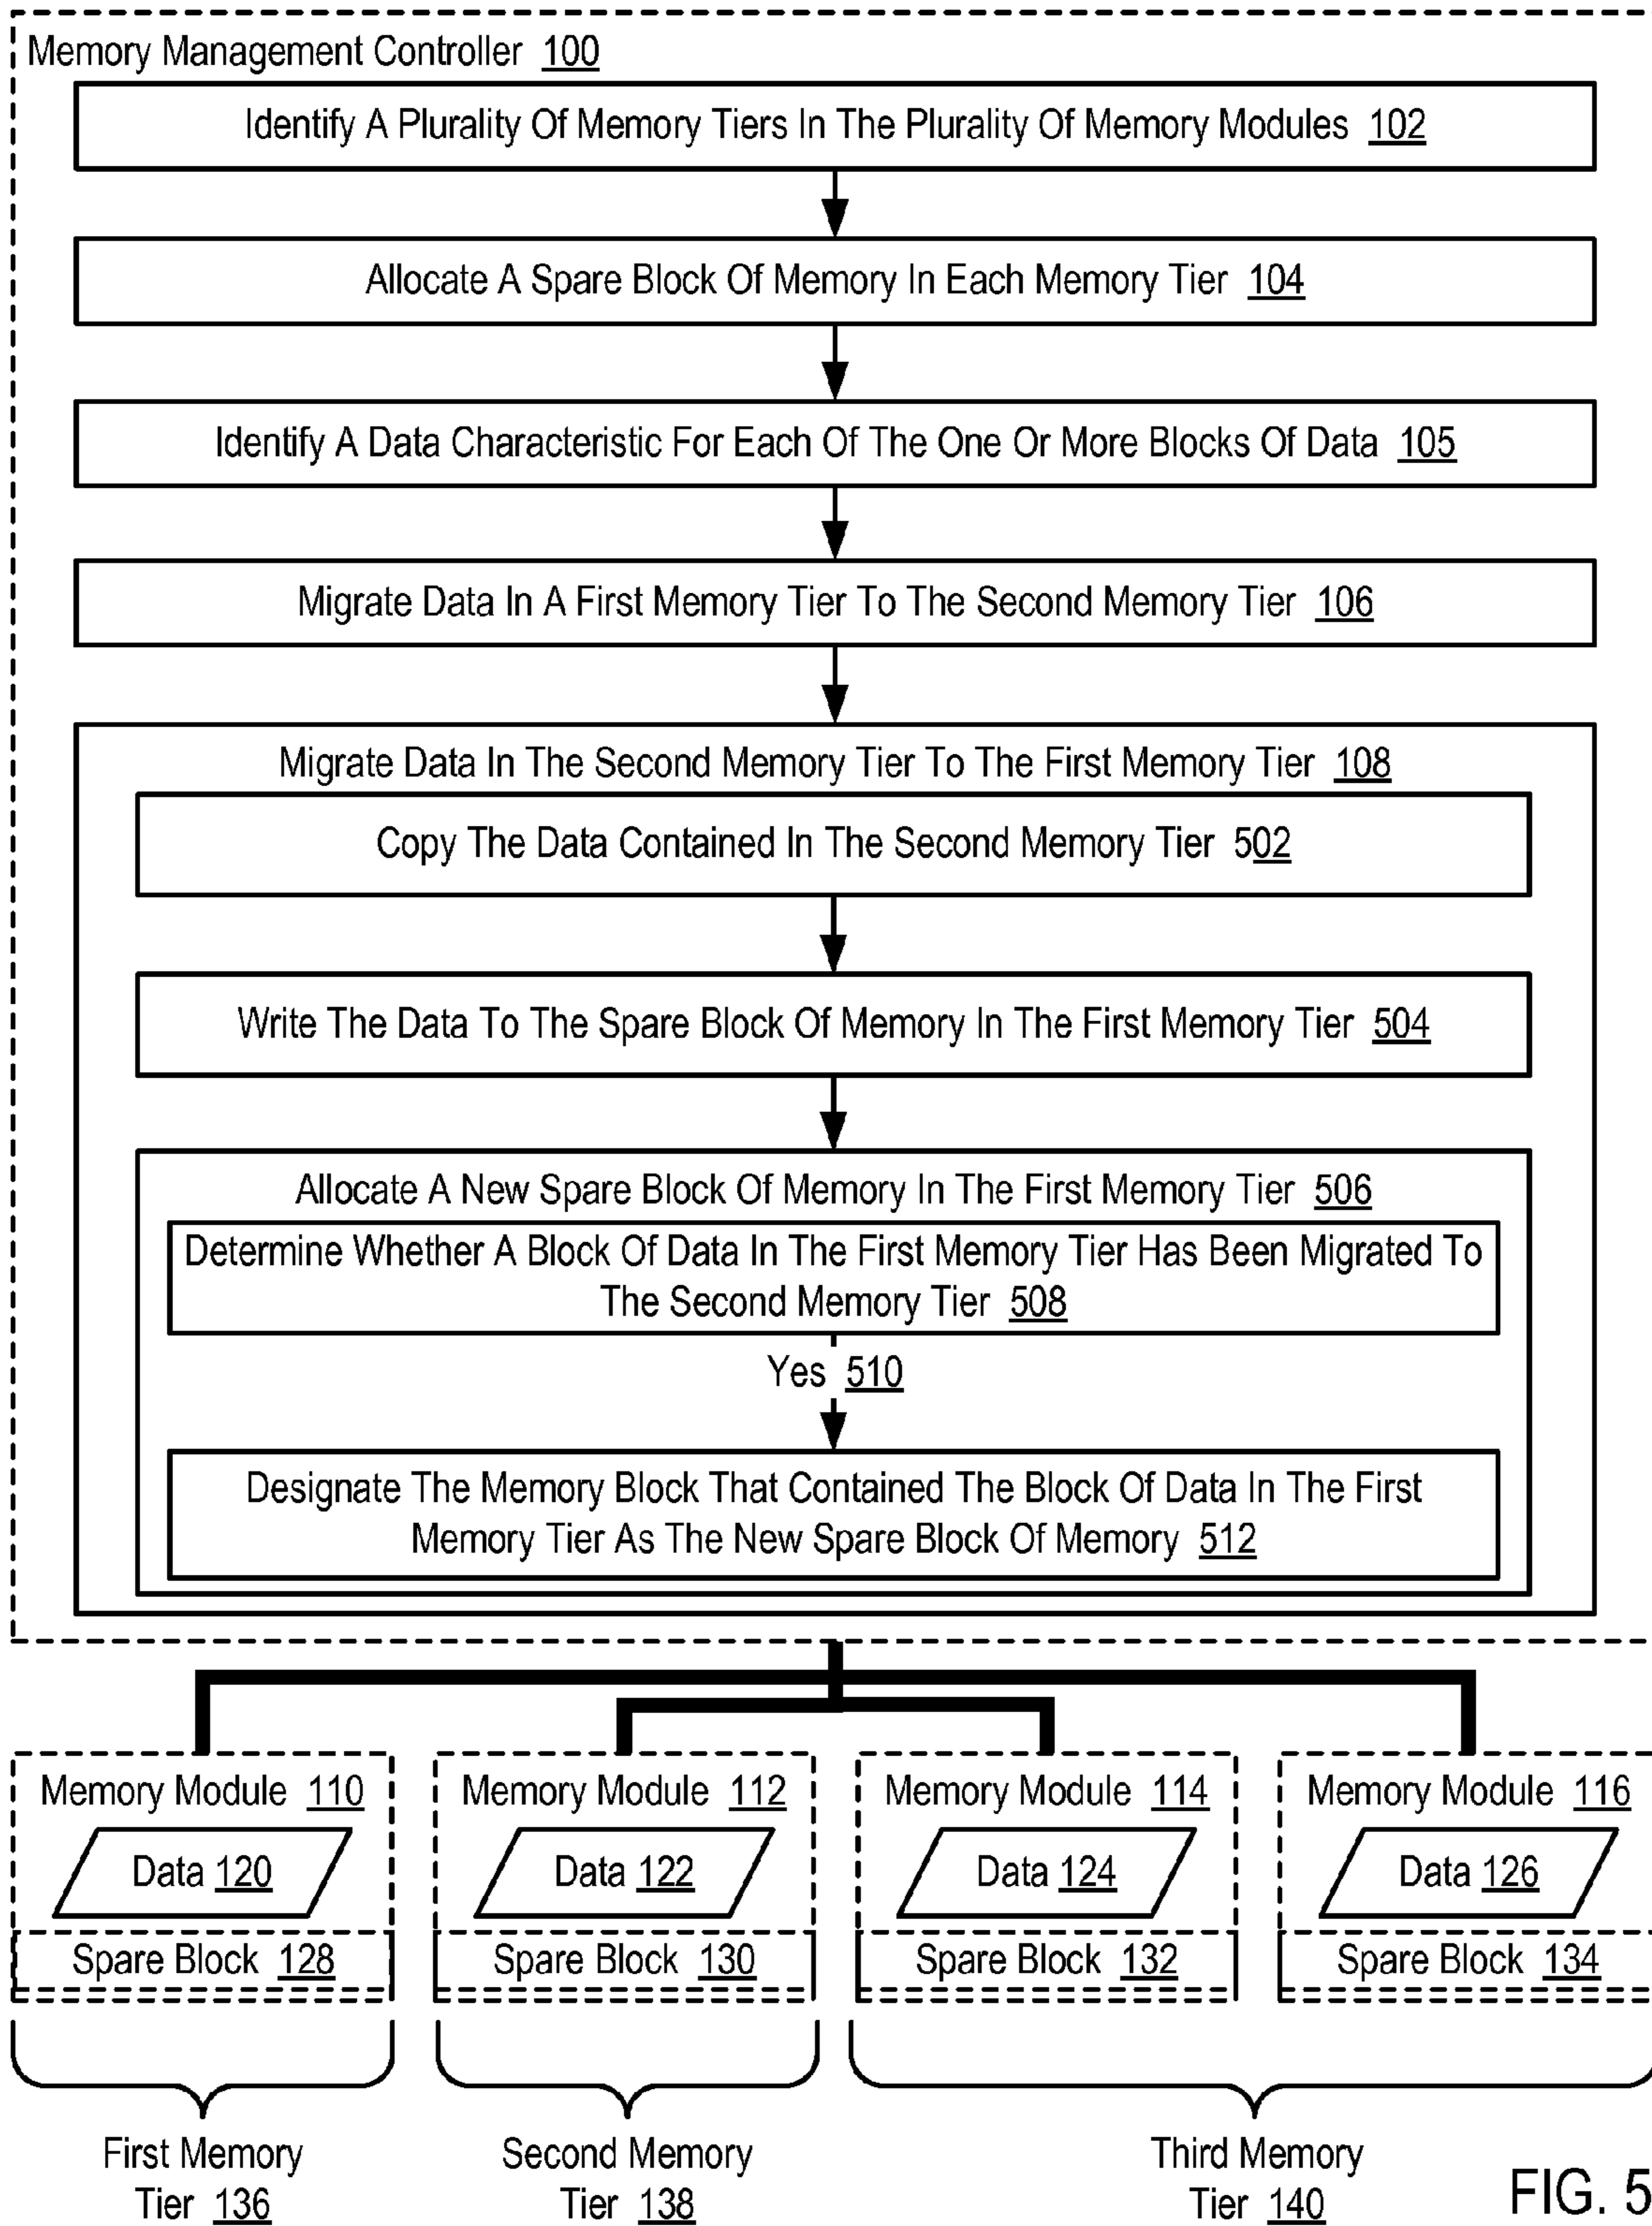 Memory Management Controller 100
Identify A Plurality Of Memory Tiers In The Plurality Of Memory Modules 102
Allocate A Spare Block Of Memory In Each Memory Tier 104
Identify A Data Characteristic For Each Of The One Or More Blocks Of Data 105
Migrate Data In A First Memory Tier To The Second Memory Tier 106
Migrate Data In The Second Memory Tier To The First Memory Tier 108
Copy The Data Contained In The Second Memory Tier 502
Write The Data To The Spare Block Of Memory In The First Memory Tier 504
Allocate A New Spare Block Of Memory In The First Memory Tier 506
Determine Whether A Block Of Data In The First Memory Tier Has Been Migrated To
The Second Memory Tier 508
Yes 510
Designate The Memory Block That Contained The Block Of Data In The First
Memory Tier As The New Spare Block Of Memory 512
Memory Module 110
Data 120
Spare Block 128
Memory Module 112
Data 122
Spare Block 130
Memory Module 114
Data 124
Spare Block 132
Memory Module 116
Data 126
Spare Block 134
First Memory
Tier 136
Second Memory
Tier 138
Third Memory
Tier 140
FIG. 5